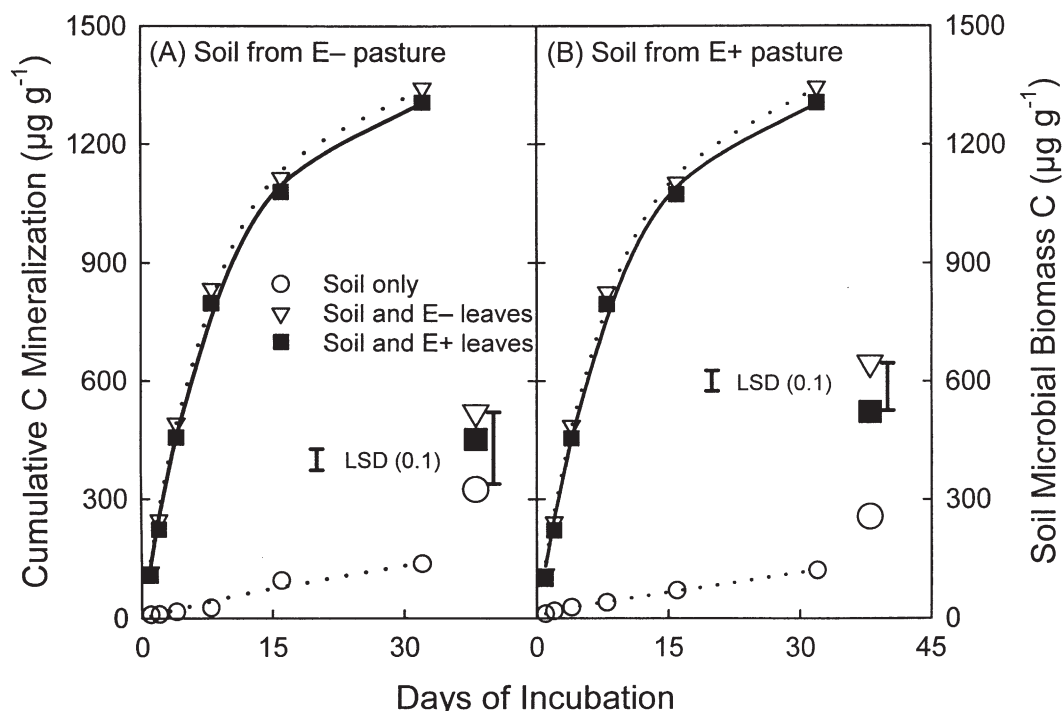 1500
1200
900
600
300
0
Cumulative C Mineralization (µg g-1)
(A) Soil from E– pasture
Soil only
Soil and E– leaves
Soil and E+ leaves
LSD (0.1)
0
15
30
(B) Soil from E+ pasture
LSD (0.1)
0
15
30
45
1500
1200
900
600
300
0
Soil Microbial Biomass C (µg g-1)
Days of Incubation